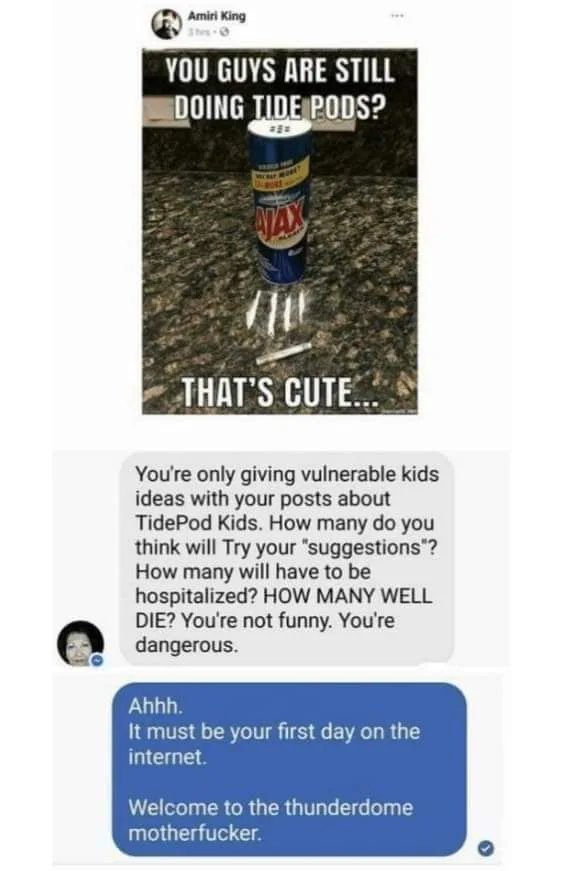 Amiri King
3 hrs
YOU GUYS ARE STILL
DOING TIDE PODS?
AJAX
THAT'S CUTE...
You're only giving vulnerable kids
ideas with your posts about
TidePod Kids. How many do you
think will Try your "suggestions"?
How many will have to be
hospitalized? HOW MANY WELL
DIE? You're not funny. You're
dangerous.
Ahhh.
It must be your first day on the
internet.
Welcome to the thunderdome
motherfucker.